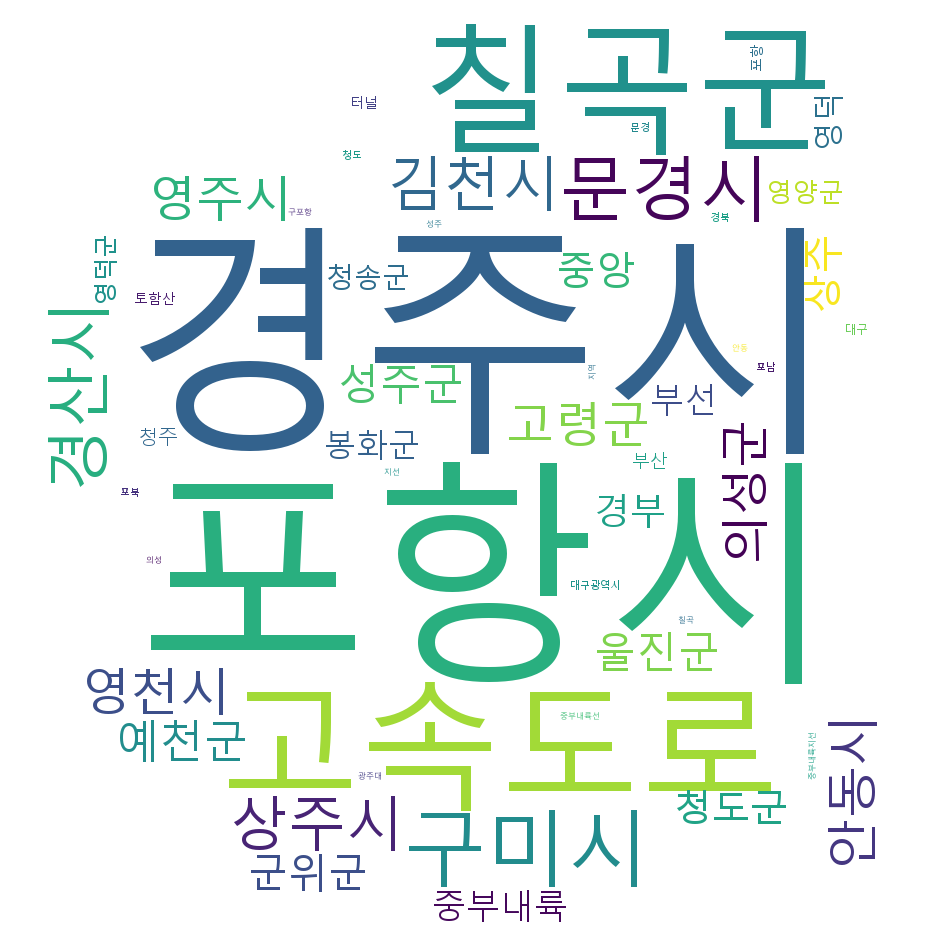 칠곡군
포항
영덕
터널
문경
청도
김천시
문경시
영주시
영양군
구포항
성주
경북
경주시
중앙
청송군
영덕군
상주
토함산
대구
경산시
안동
포남
지역
성주군
부선
고령군
청주
봉화군
의성군
부산
포항시
지선
포북
경부
의성
대구광역시
칠곡
울진군
영천시
고속도로
중부내륙선
예천군
안동시
중부내륙지선
광주대
상주시
청도군
구미시
군위군
중부내륙